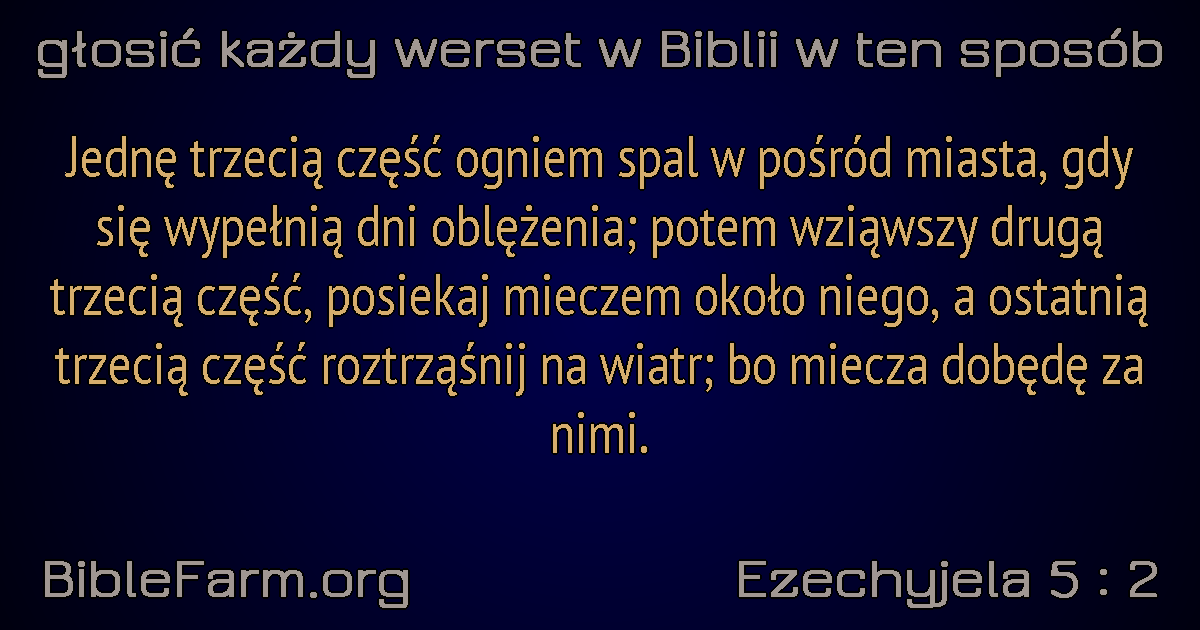 głosić każdy werset w Biblii w ten sposób
Jednę trzecią część ogniem spal w pośród miasta, gdy
się wypełnią dni oblężenia; potem wziąwszy drugą
trzecią część, posiekaj mieczem około niego, a ostatnią
trzecią część roztrząśnij na wiatr; bo miecza dobędę za
nimi.
BibleFarm.org
Ezechyjela 5 : 2